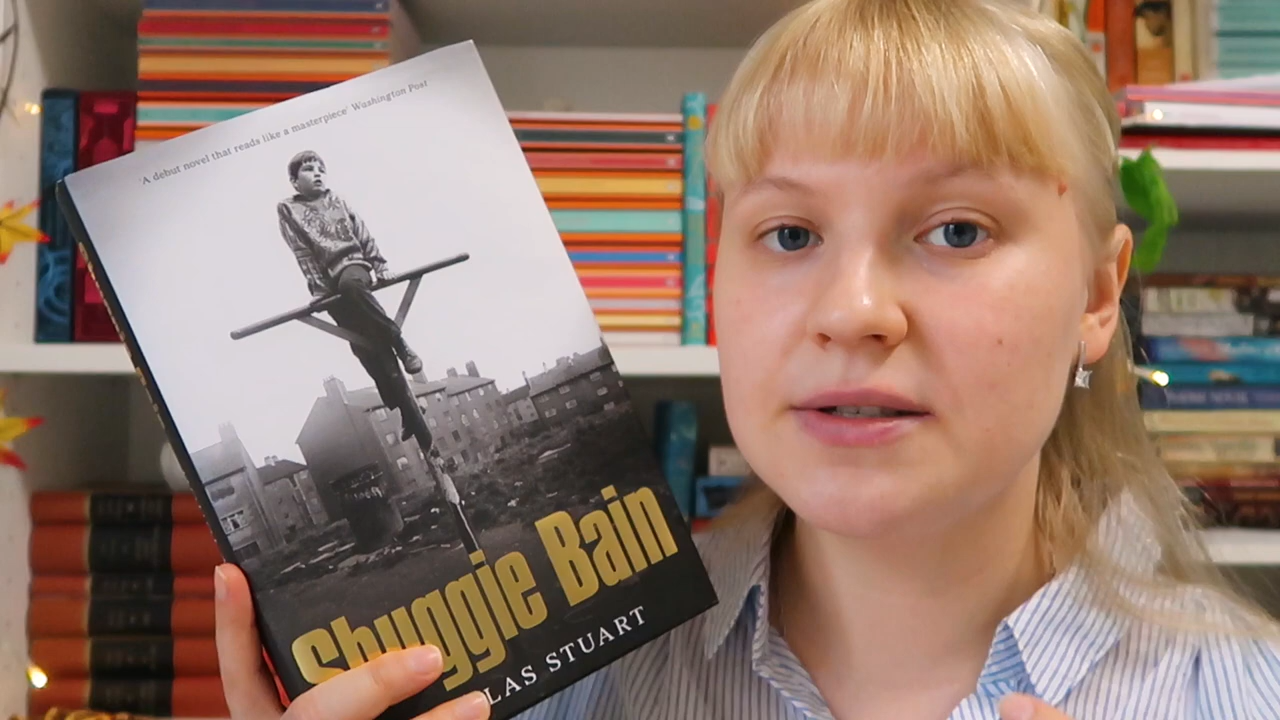 'A debut novel that reads like a masterpiece' Washington Post
Shuggie Bain
LAS STUART